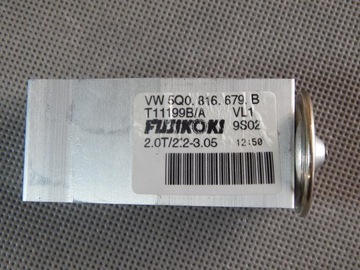 VW 5Q0. 816. 679. B
T11199B/A VL1
FUJIKOKI 9S02
2.0T/2.2-3.05 12:50